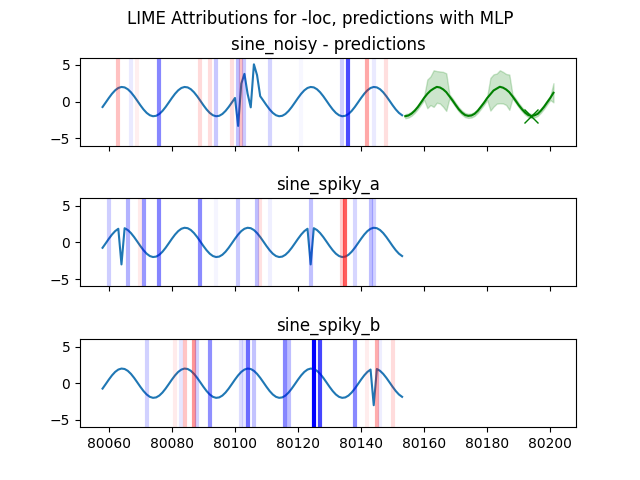 LIME Attributions for -loc, predictions with MLP
sine_noisy - predictions
5
0
−5
sine_spiky_a
5
0
−5
sine_spiky_b
5
0
−5
80060 80080 80100 80120 80140 80160 80180 80200